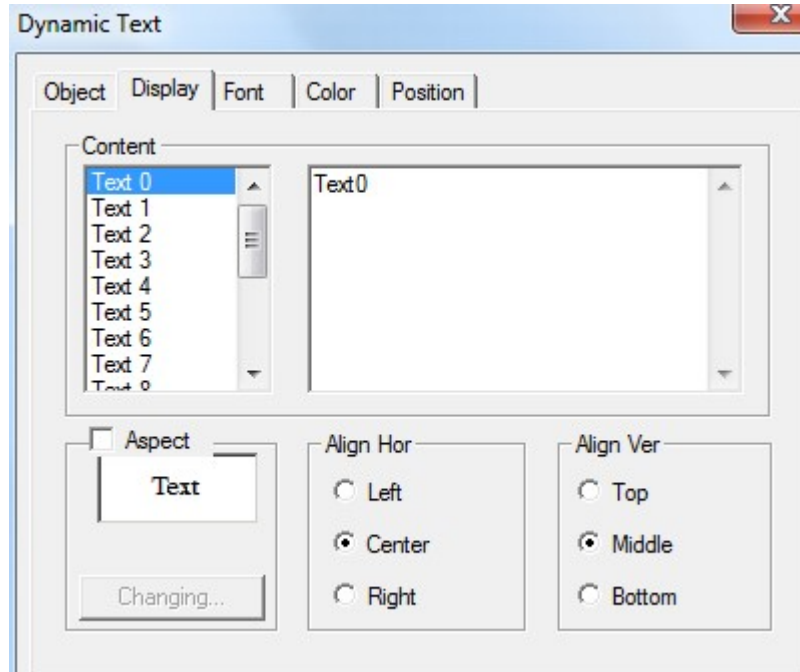 Dynamic Text
Object Display Font Color Position
Content
Text 0
Text 1
Text 2
Text 3
Text 4
Text 5
Text 6
Text 7
Text 8
Text0
Aspect
Text
Changing...
Align Hor
Left
Center
Right
Align Ver
Top
Middle
Bottom